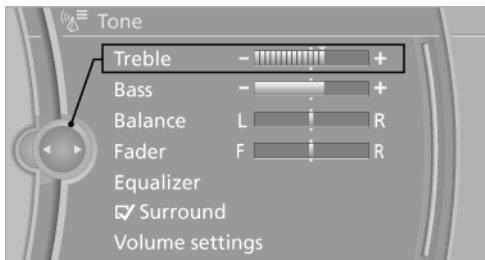 Tone
Treble - +
Bass - +
Balance L R
Fader F R
Equalizer
Surround
Volume settings